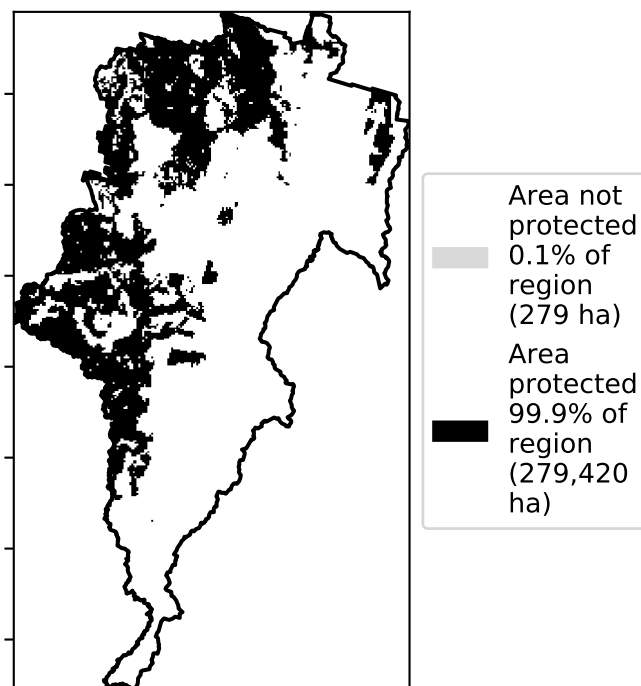 Area not
protected
0.1% of
region
(279 ha)
Area
protected
99.9% of
region
(279,420
ha)